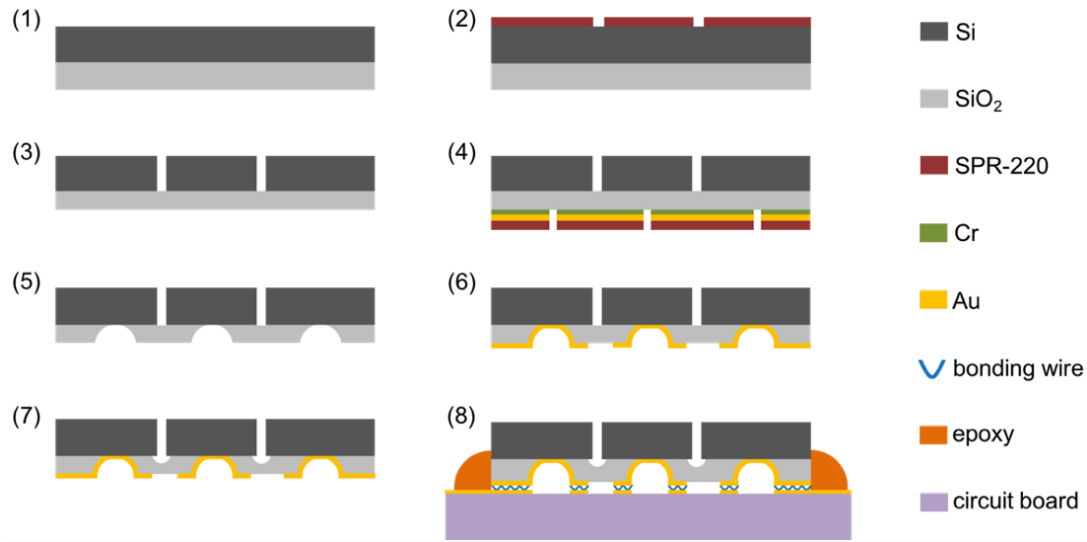 (1)
(2)
(3)
(4)
(5)
(6)
(7)
(8)
Si
SiO₂
SPR-220
Cr
Au
bonding wire
epoxy
circuit board